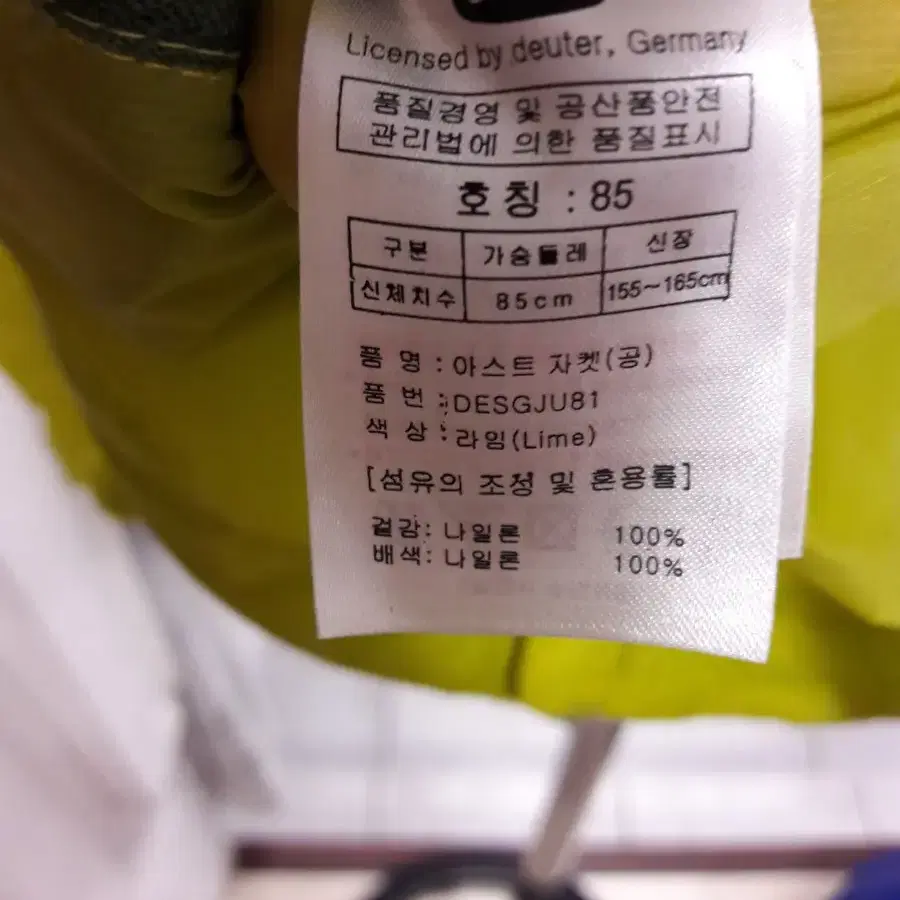 Licensed by deuter, Germany
품질경영 및 공산품안전
관리법에 의한 품질표시
호칭 : 85
구분 가슴둘레 신장
신체치수 85cm 155~165cm
품 명 : 아스트 자켓(공)
품 번 : DESGJU81
색 상 : 라임(Lime)
[섬유의 조성 및 혼용률]
겉감: 나일론 100%
배색: 나일론 100%